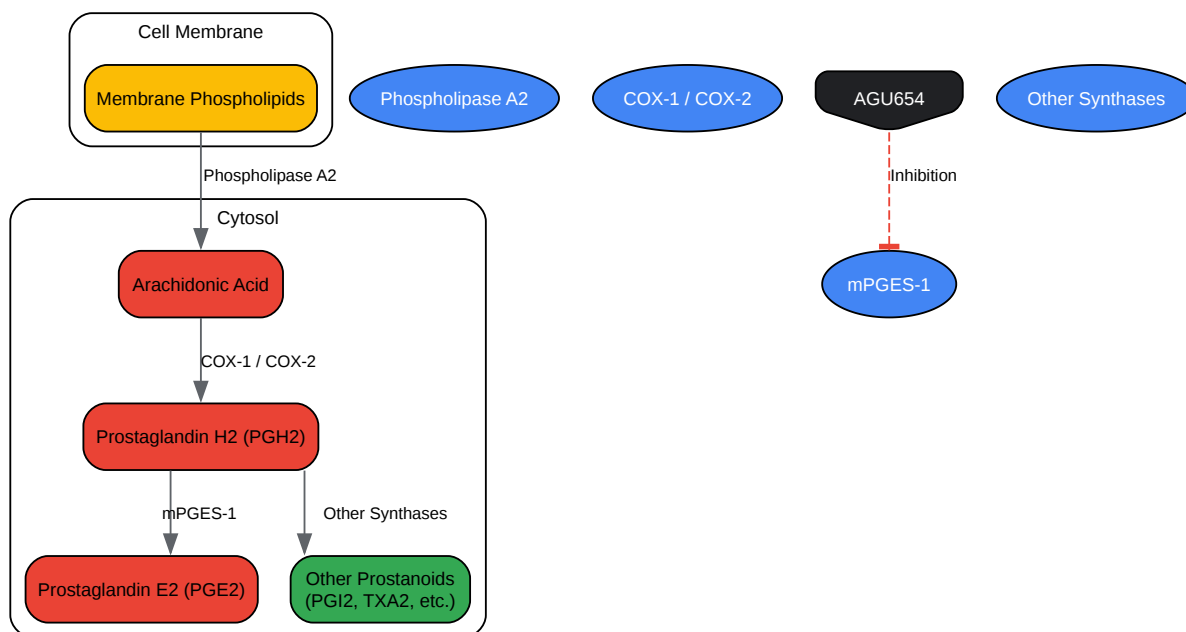 Cell Membrane
Membrane Phospholipids
Phospholipase A2
COX-1 / COX-2
AGU654
Other Synthases
Phospholipase A2
Inhibition
Cytosol
Arachidonic Acid
mPGES-1
COX-1 / COX-2
Prostaglandin H2 (PGH2)
mPGES-1
Other Synthases
Prostaglandin E2 (PGE2)
Other Prostanoids
(PGI2, TXA2, etc.)